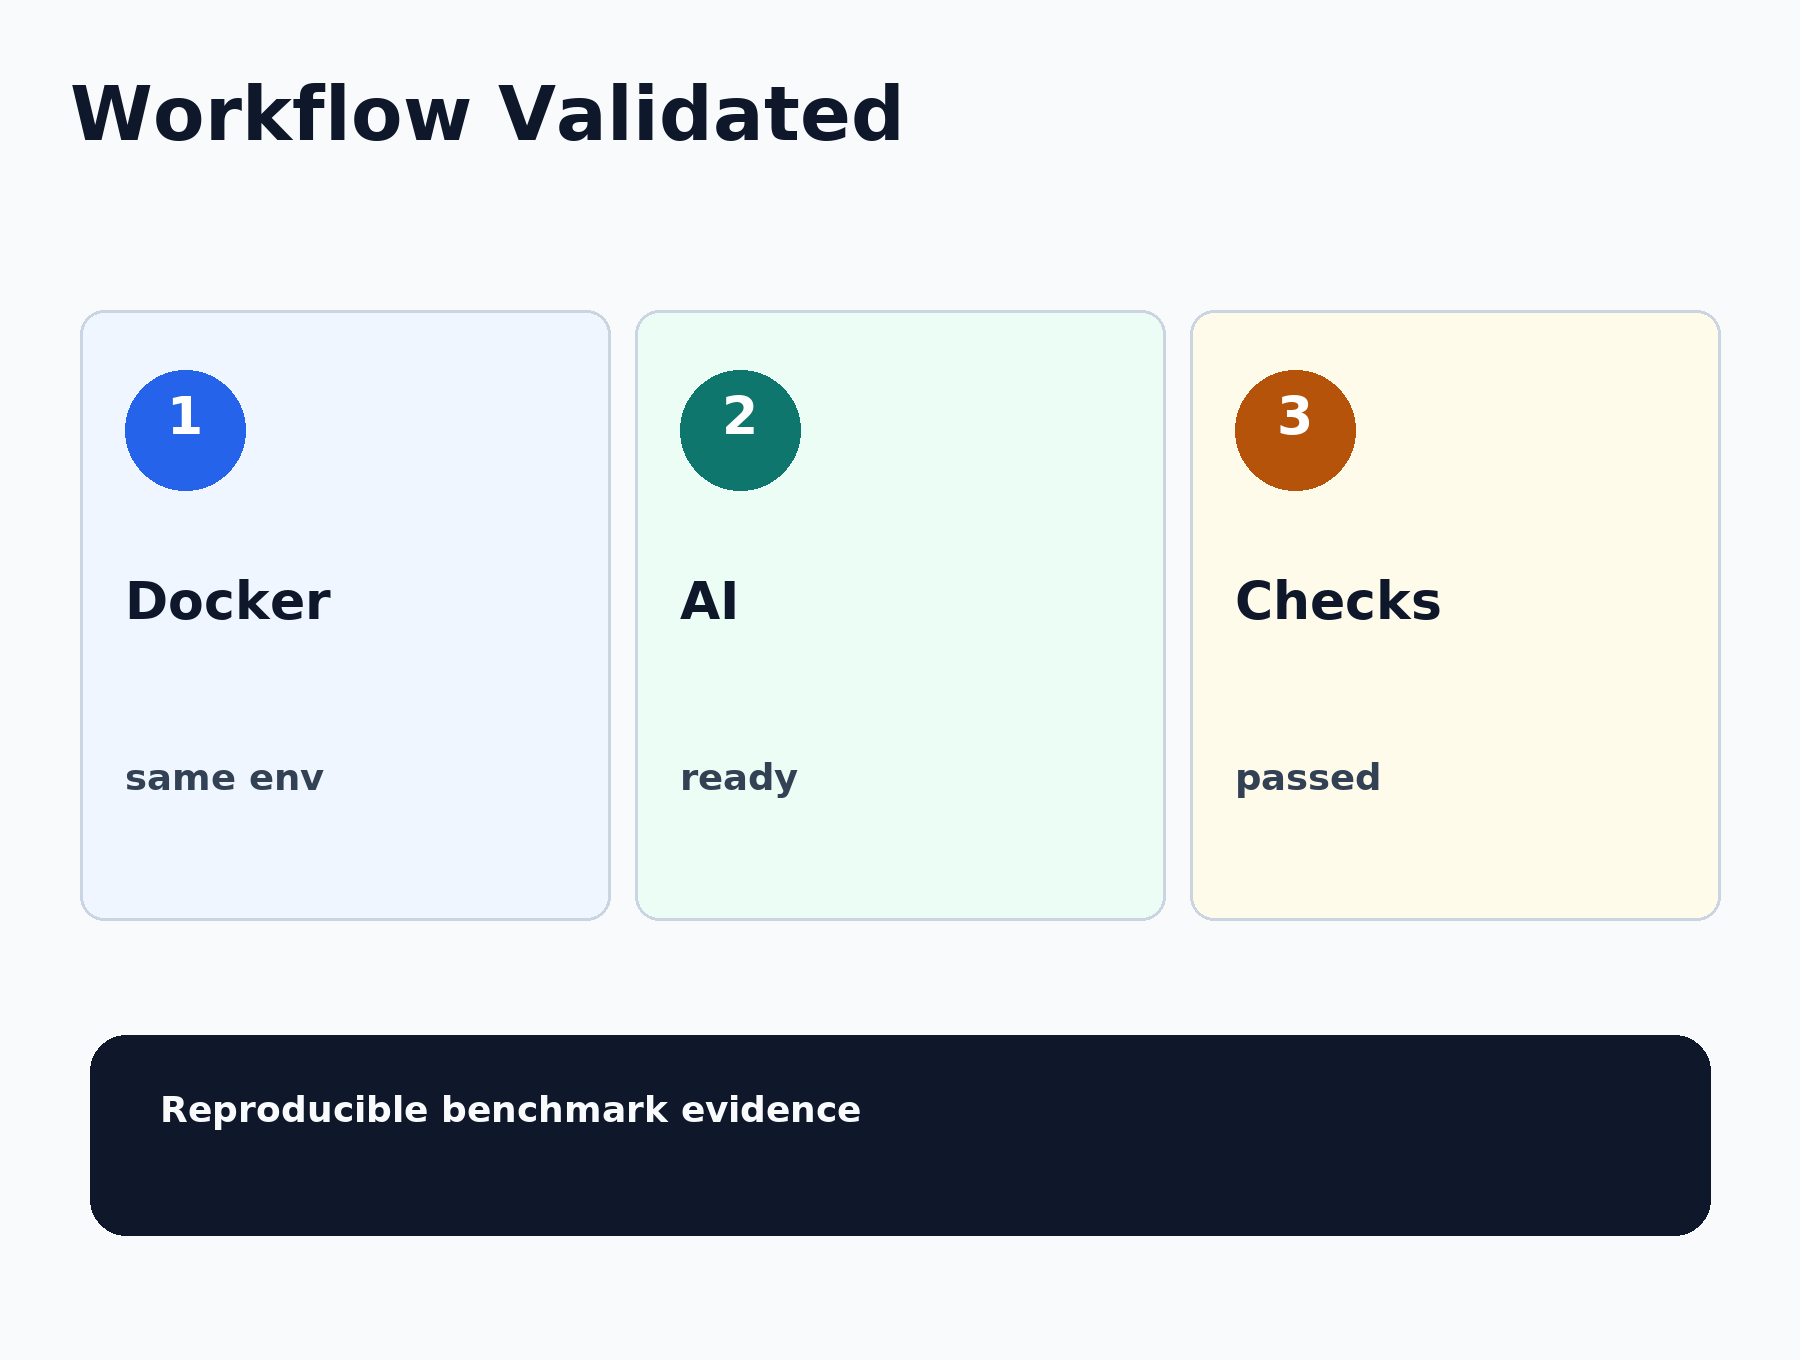 Workflow Validated
1
2
3
Docker
AI
Checks
same env
ready
passed
Reproducible benchmark evidence